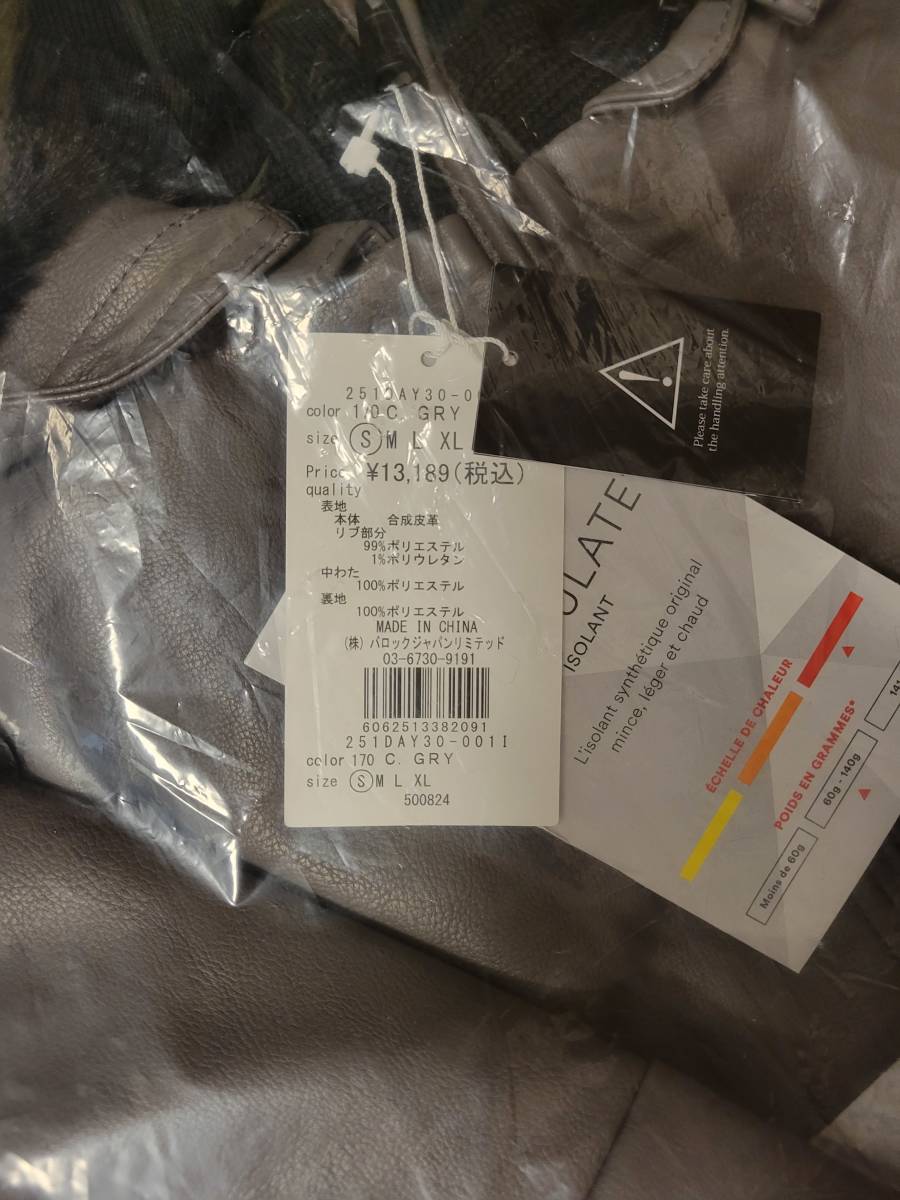 251DAY30-0
color 170 C. GRY
size S M L XL
Price ¥13,189(税込)
quality
表地
本体 合成皮革
リブ部分
99%ポリエステル
1%ポリウレタン
中わた
100%ポリエステル
裏地
100%ポリエステル
MADE IN CHINA
(株) バロックジャパンリミテッド
03-6730-9191
6062513382091
251DAY30-001I
color 170 C. GRY
size S M L XL
500824
Please take care about
the handling attention.
ULATE
ISOLANT
L'isolant synthétique original
mince, léger et chaud
ÉCHELLE DE CHALEUR
POIDS EN GRAMMES*
Moins de 60g
60g - 140g
141